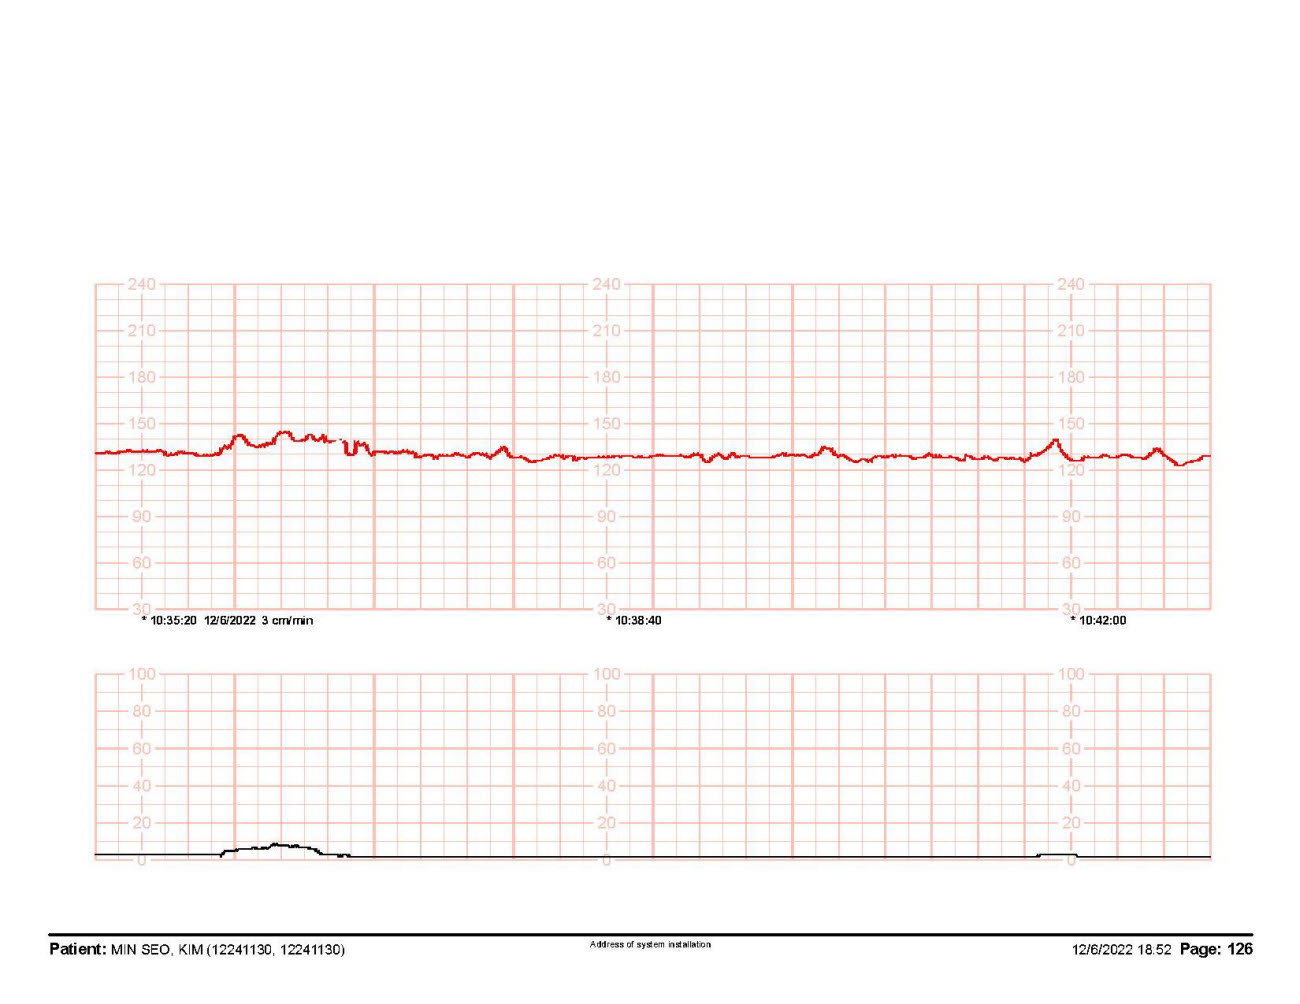 240 240 240
210 210 210
180 180 180
150 150 150
120 120 120
90 90 90
60 60 60
30 30 30
* 10:35:20 12/6/2022 3 cm/min * 10:38:40 * 10:42:00
100 100 100
80 80 80
60 60 60
40 40 40
20 20 20
0 0 0
Patient: MIN SEO, KIM (12241130, 12241130) Address of system installation 12/6/2022 18:52 Page: 126